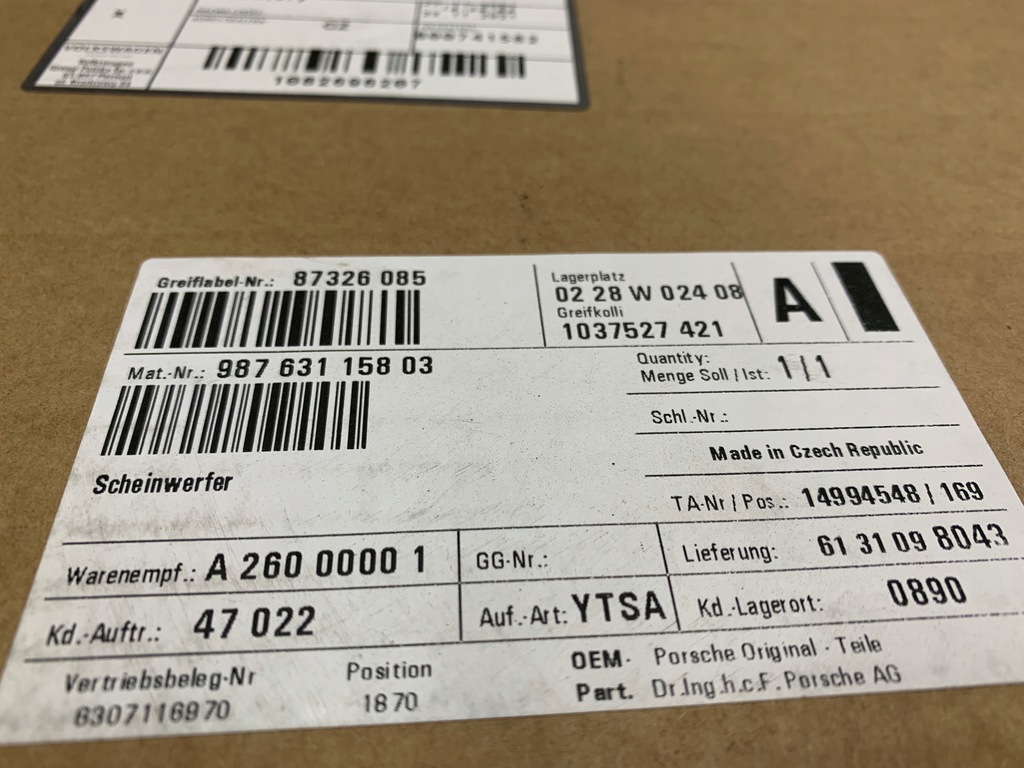 VOLKSWAGEN
1082606267
Greiflabel-Nr.: 87326 085
Lagerplatz
02 28 W 024 08
Greifkolli
1037527 421
A
Mat.-Nr.: 987 631 158 03
Quantity:
Menge Soll / Ist: 1 / 1
Schl.-Nr.:
Made in Czech Republic
Scheinwerfer
TA-Nr / Pos.: 14994548 / 169
Warenempf.: A 260 0000 1
GG-Nr.:
Lieferung: 61 31 09 8043
Kd.-Auftr.: 47 022
Auf.-Art: YTSA
Kd.-Lagerort: 0890
Vertriebsbeleg-Nr
6307116970
Position
1870
OEM- Porsche Original - Teile
Part. Dr.Ing.h.c.F. Porsche AG